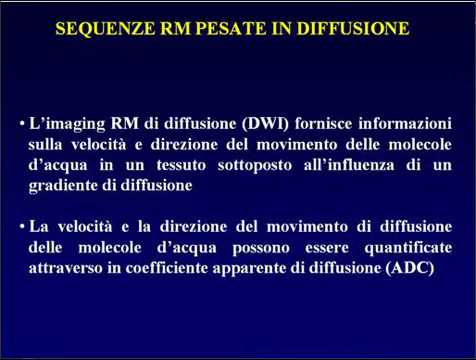 SEQUENZE RM PESATE IN DIFFUSIONE
• L'imaging RM di diffusione (DWI) fornisce informazioni
sulla velocità e direzione del movimento delle molecole
d'acqua in un tessuto sottoposto all'influenza di un
gradiente di diffusione
• La velocità e la direzione del movimento di diffusione
delle molecole d'acqua possono essere quantificate
attraverso in coefficiente apparente di diffusione (ADC)